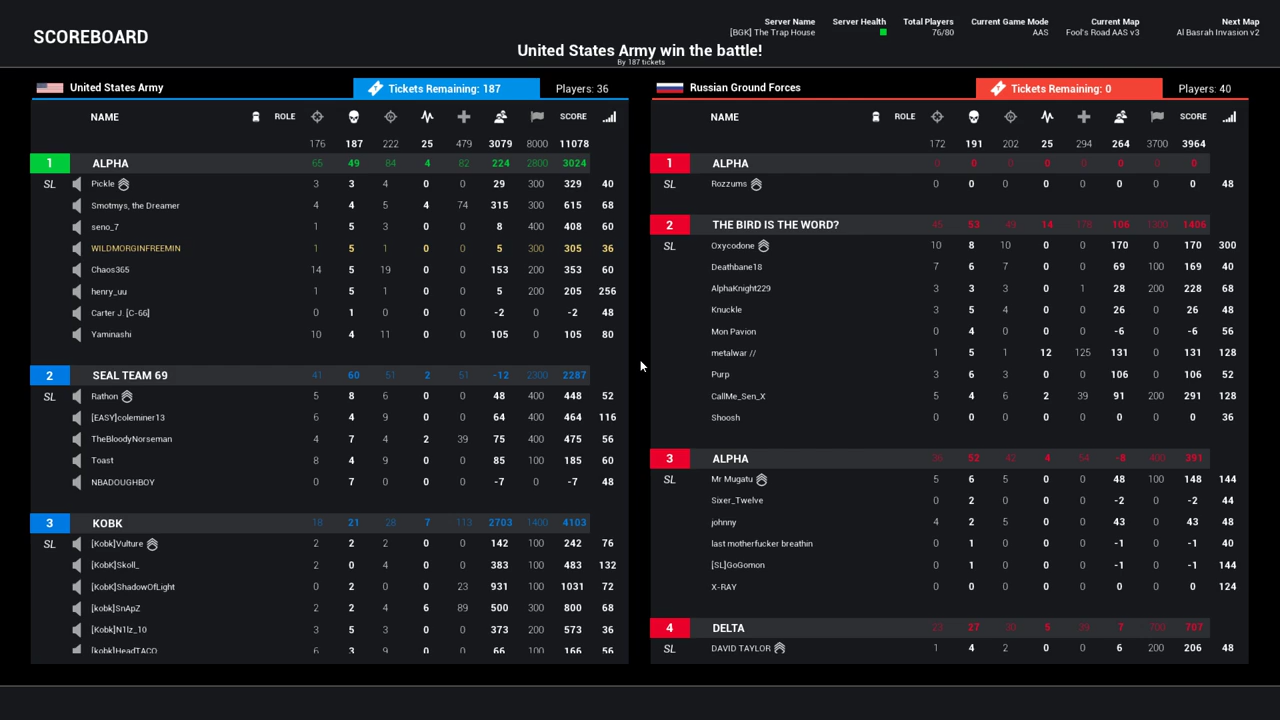 SCOREBOARD
Server Name Server Health Total Players Current Game Mode Current Map Next Map
[BGK] The Trap House 76/80 AAS Fool's Road AAS v3 Al Basrah Invasion v2
United States Army win the battle!
By 187 tickets
United States Army Tickets Remaining: 187 Players: 36
NAME ROLE SCORE
176 187 222 25 479 3079 8000 11078
1 ALPHA 65 49 84 4 82 224 2800 3024
SL Pickle 3 3 4 0 0 29 300 329 40
Smotmys, the Dreamer 4 4 5 4 74 315 300 615 68
seno_7 1 5 3 0 0 8 400 408 60
WILDMORGINFREEMIN 1 5 1 0 0 5 300 305 36
Chaos365 14 5 19 0 0 153 200 353 60
henry_uu 1 5 1 0 0 5 200 205 256
Carter J. [C-66] 0 1 0 0 0 -2 0 -2 48
Yaminashi 10 4 11 0 0 105 0 105 80
2 SEAL TEAM 69 41 60 51 2 51 -12 2300 2287
SL Rathon 5 8 6 0 0 48 400 448 52
[EASY]coleminer13 6 4 9 0 0 64 400 464 116
TheBloodyNorseman 4 7 4 2 39 75 400 475 56
Toast 8 4 9 0 0 85 100 185 60
NBADOUGHBOY 0 7 0 0 0 -7 0 -7 48
3 KOBK 18 21 28 7 113 2703 1400 4103
SL [Kobk]Vulture 2 2 2 0 0 142 100 242 76
[KobK]Skoll_ 2 0 4 0 0 383 100 483 132
[KobK]ShadowOfLight 0 2 0 0 23 931 100 1031 72
[kobk]SnApZ 2 2 4 6 89 500 300 800 68
[Kobk]N1lz_10 3 5 3 0 0 373 200 573 36
[kobk]HeadTACO 6 3 9 0 0 66 100 166 56
Russian Ground Forces Tickets Remaining: 0 Players: 40
NAME ROLE SCORE
172 191 202 25 294 264 3700 3964
1 ALPHA 0 0 0 0 0 0 0 0
SL Rozzums 0 0 0 0 0 0 0 0 48
2 THE BIRD IS THE WORD? 45 53 49 14 178 106 1300 1406
SL Oxycodone 10 8 10 0 0 170 0 170 300
Deathbane18 7 6 7 0 0 69 100 169 40
AlphaKnight229 3 3 3 0 1 28 200 228 68
Knuckle 3 5 4 0 0 26 0 26 48
Mon Pavion 0 4 0 0 0 -6 0 -6 56
metalwar // 1 5 1 12 125 131 0 131 128
Purp 3 6 3 0 0 106 0 106 52
CallMe_Sen_X 5 4 6 2 39 91 200 291 128
Shoosh 0 0 0 0 0 0 0 0 36
3 ALPHA 52 42 4 54 -8 400 391
SL Mr Mugatu 5 6 5 0 0 48 100 148 144
Sixer_Twelve 0 2 0 0 0 -2 0 -2 44
johnny 4 2 5 0 0 43 0 43 48
last motherfucker breathin 0 1 0 0 0 -1 0 -1 40
[SL]GoGomon 0 1 0 0 0 -1 0 -1 144
X-RAY 0 0 0 0 0 0 0 0 124
4 DELTA 23 27 30 5 39 7 700 707
SL DAVID TAYLOR 1 4 2 0 0 6 200 206 48